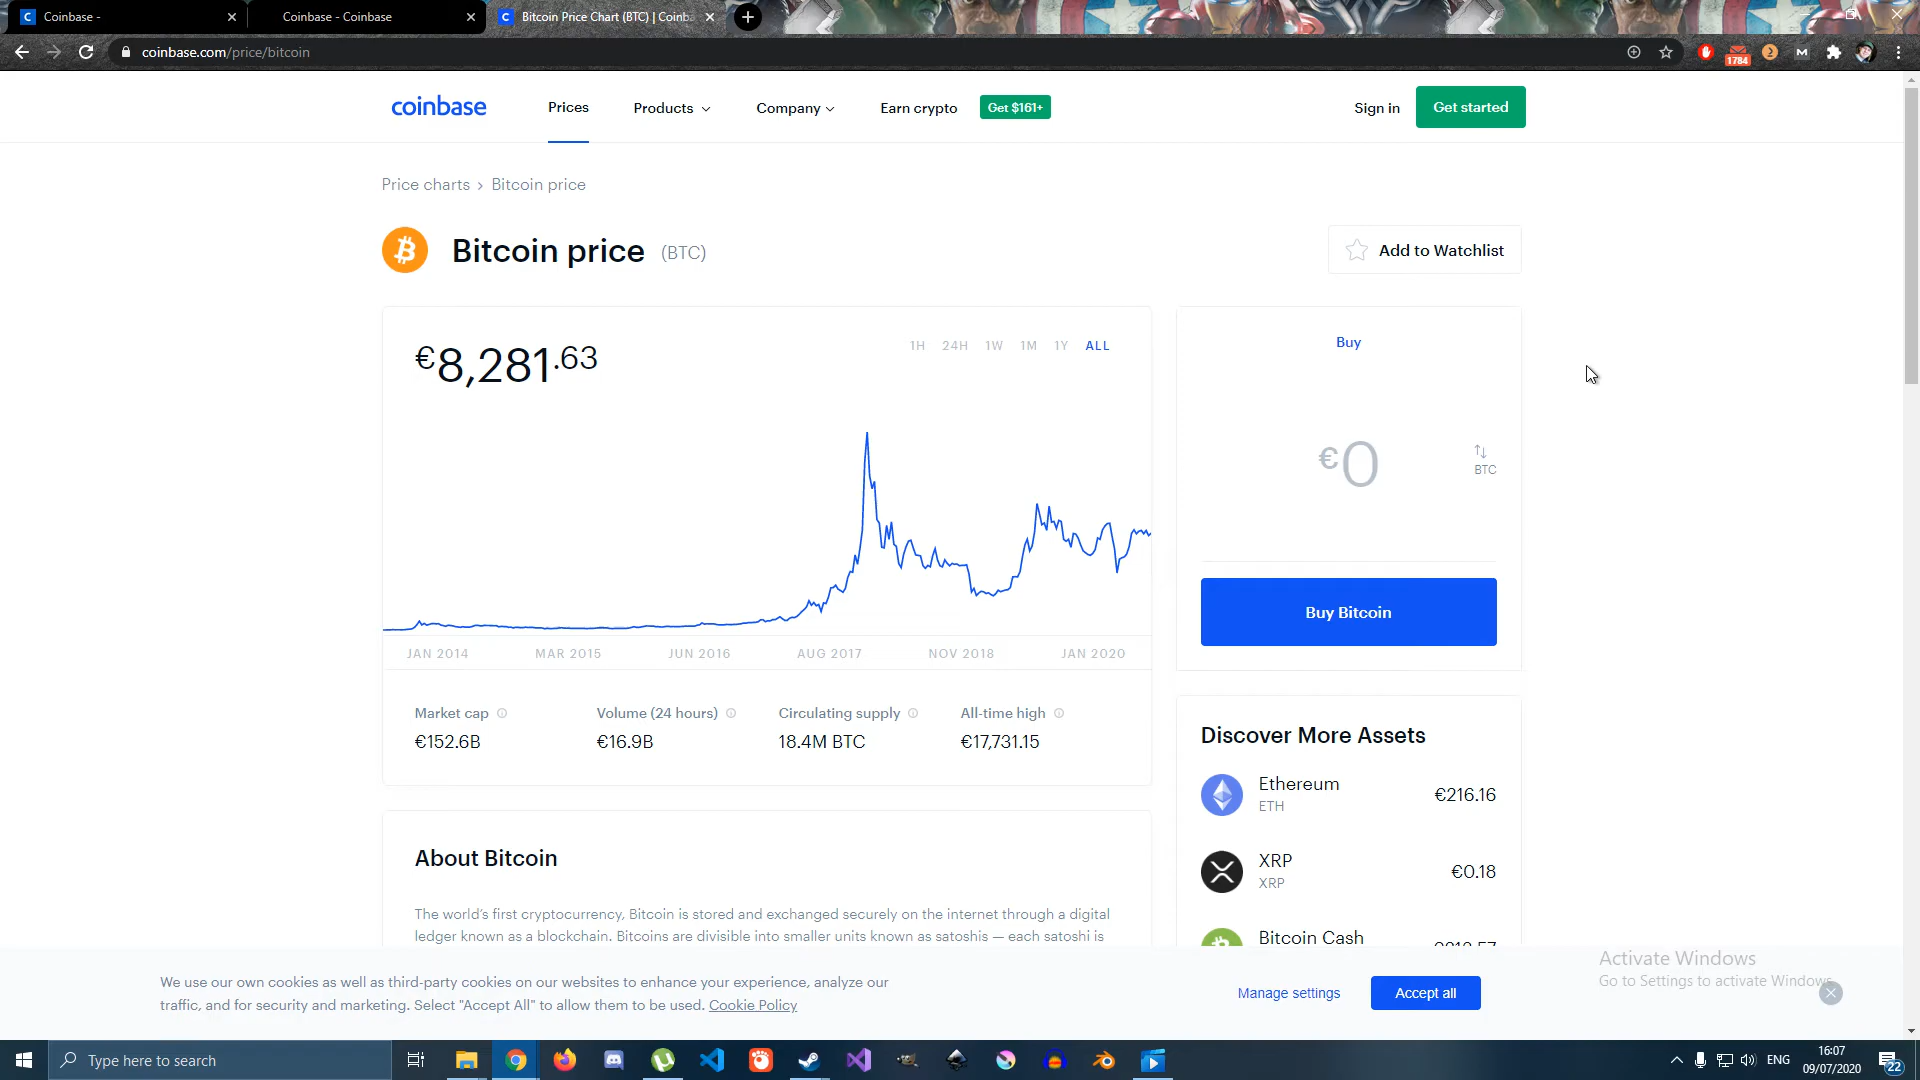 Coinbase -
Coinbase - Coinbase
Bitcoin Price Chart (BTC) | Coinb
coinbase.com/price/bitcoin
1784
coinbase
Prices
Products
Company
Earn crypto
Get $161+
Sign in
Get started
Price charts › Bitcoin price
Bitcoin price (BTC)
Add to Watchlist
€8,281.63
1H 24H 1W 1M 1Y ALL
JAN 2014 MAR 2015 JUN 2016 AUG 2017 NOV 2018 JAN 2020
Market cap
€152.6B
Volume (24 hours)
€16.9B
Circulating supply
18.4M BTC
All-time high
€17,731.15
Buy
€0
BTC
Buy Bitcoin
Discover More Assets
Ethereum
ETH
€216.16
XRP
XRP
€0.18
Bitcoin Cash
About Bitcoin
The world's first cryptocurrency, Bitcoin is stored and exchanged securely on the internet through a digital
ledger known as a blockchain. Bitcoins are divisible into smaller units known as satoshis — each satoshi is
We use our own cookies as well as third-party cookies on our websites to enhance your experience, analyze our
traffic, and for security and marketing. Select "Accept All" to allow them to be used. Cookie Policy
Manage settings
Accept all
Activate Windows
Go to Settings to activate Windows.
Type here to search
ENG
16:07
09/07/2020
22